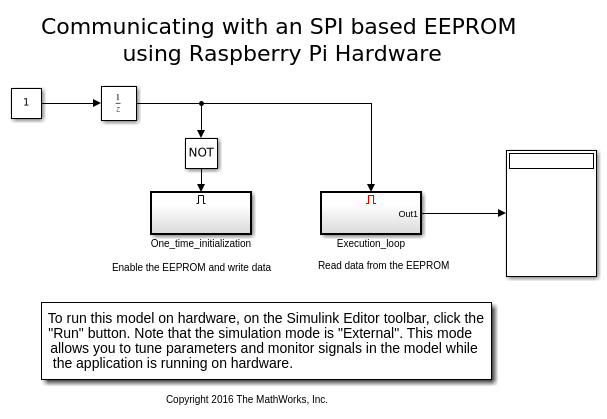 Communicating with an SPI based EEPROM
using Raspberry Pi Hardware
1
1
z
NOT
Out1
One_time_initialization
Execution_loop
Enable the EEPROM and write data
Read data from the EEPROM
To run this model on hardware, on the Simulink Editor toolbar, click the
"Run" button. Note that the simulation mode is "External". This mode
allows you to tune parameters and monitor signals in the model while
the application is running on hardware.
Copyright 2016 The MathWorks, Inc.